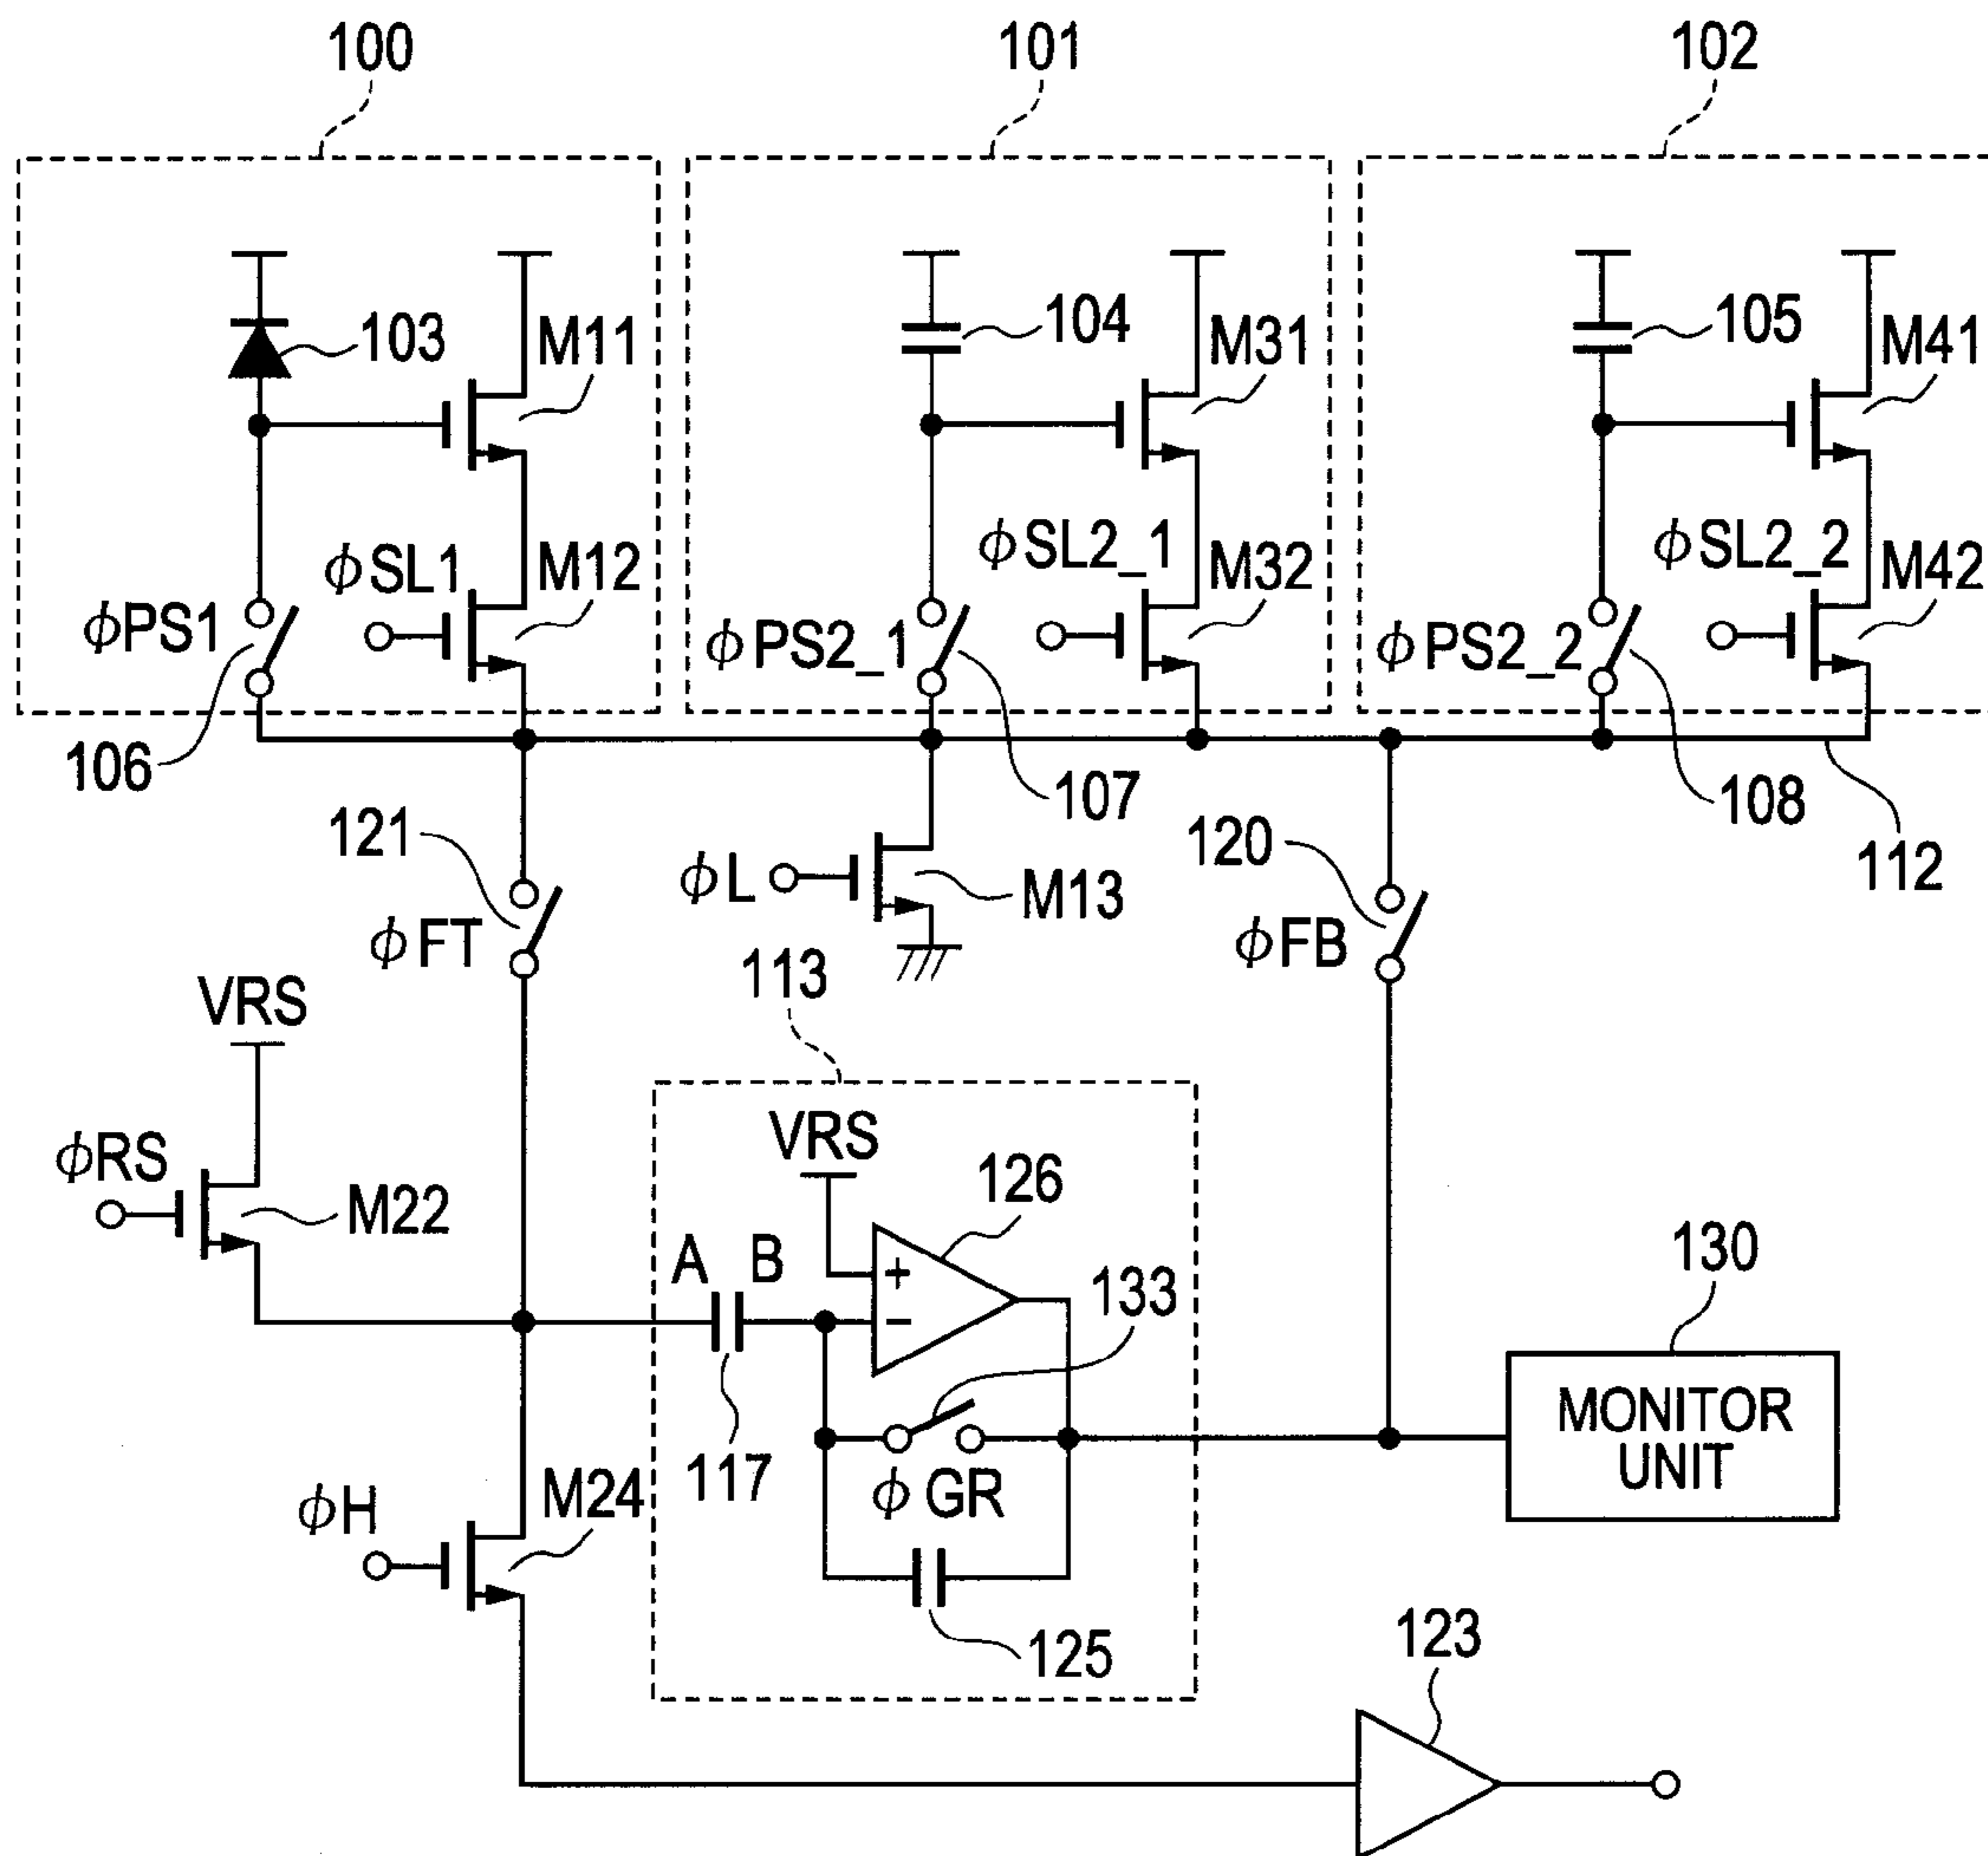 100 101 102
103 M11 104 M31 105 M41
ϕSL1 M12 ϕSL2_1 M32 ϕSL2_2 M42
ϕPS1 ϕPS2_1 ϕPS2_2
106 107 108
121 ϕL M13 120 112
ϕFT 113 ϕFB
VRS
VRS 126
ϕRS M22 133 130
A B
MONITOR
UNIT
117 ϕGR
ϕH M24
125 123
+
−